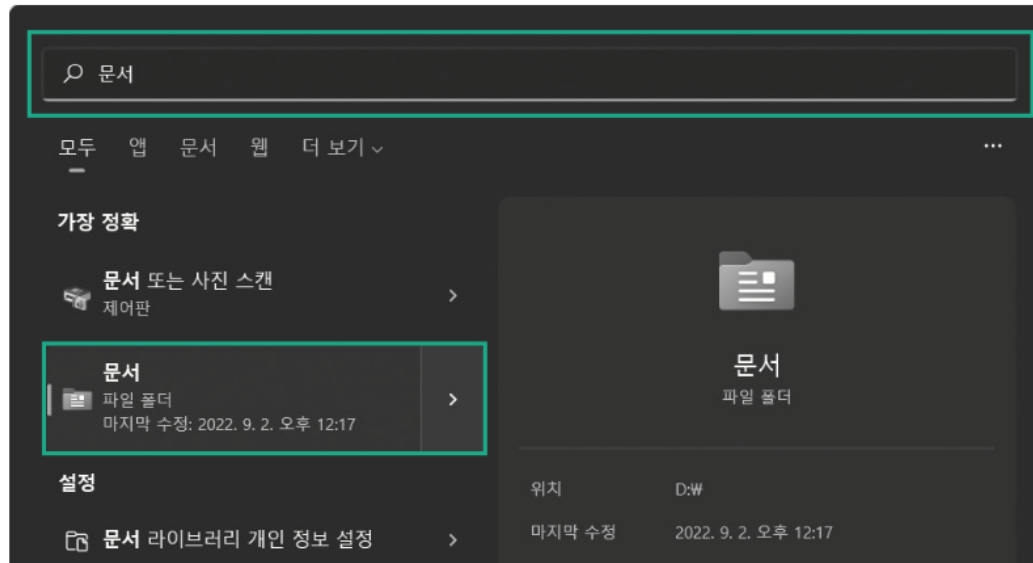 문서
모두 앱 문서 웹 더 보기
가장 정확
문서 또는 사진 스캔
제어판
문서
파일 폴더
마지막 수정: 2022. 9. 2. 오후 12:17
설정
문서 라이브러리 개인 정보 설정
문서
파일 폴더
위치 D:₩
마지막 수정 2022. 9. 2. 오후 12:17